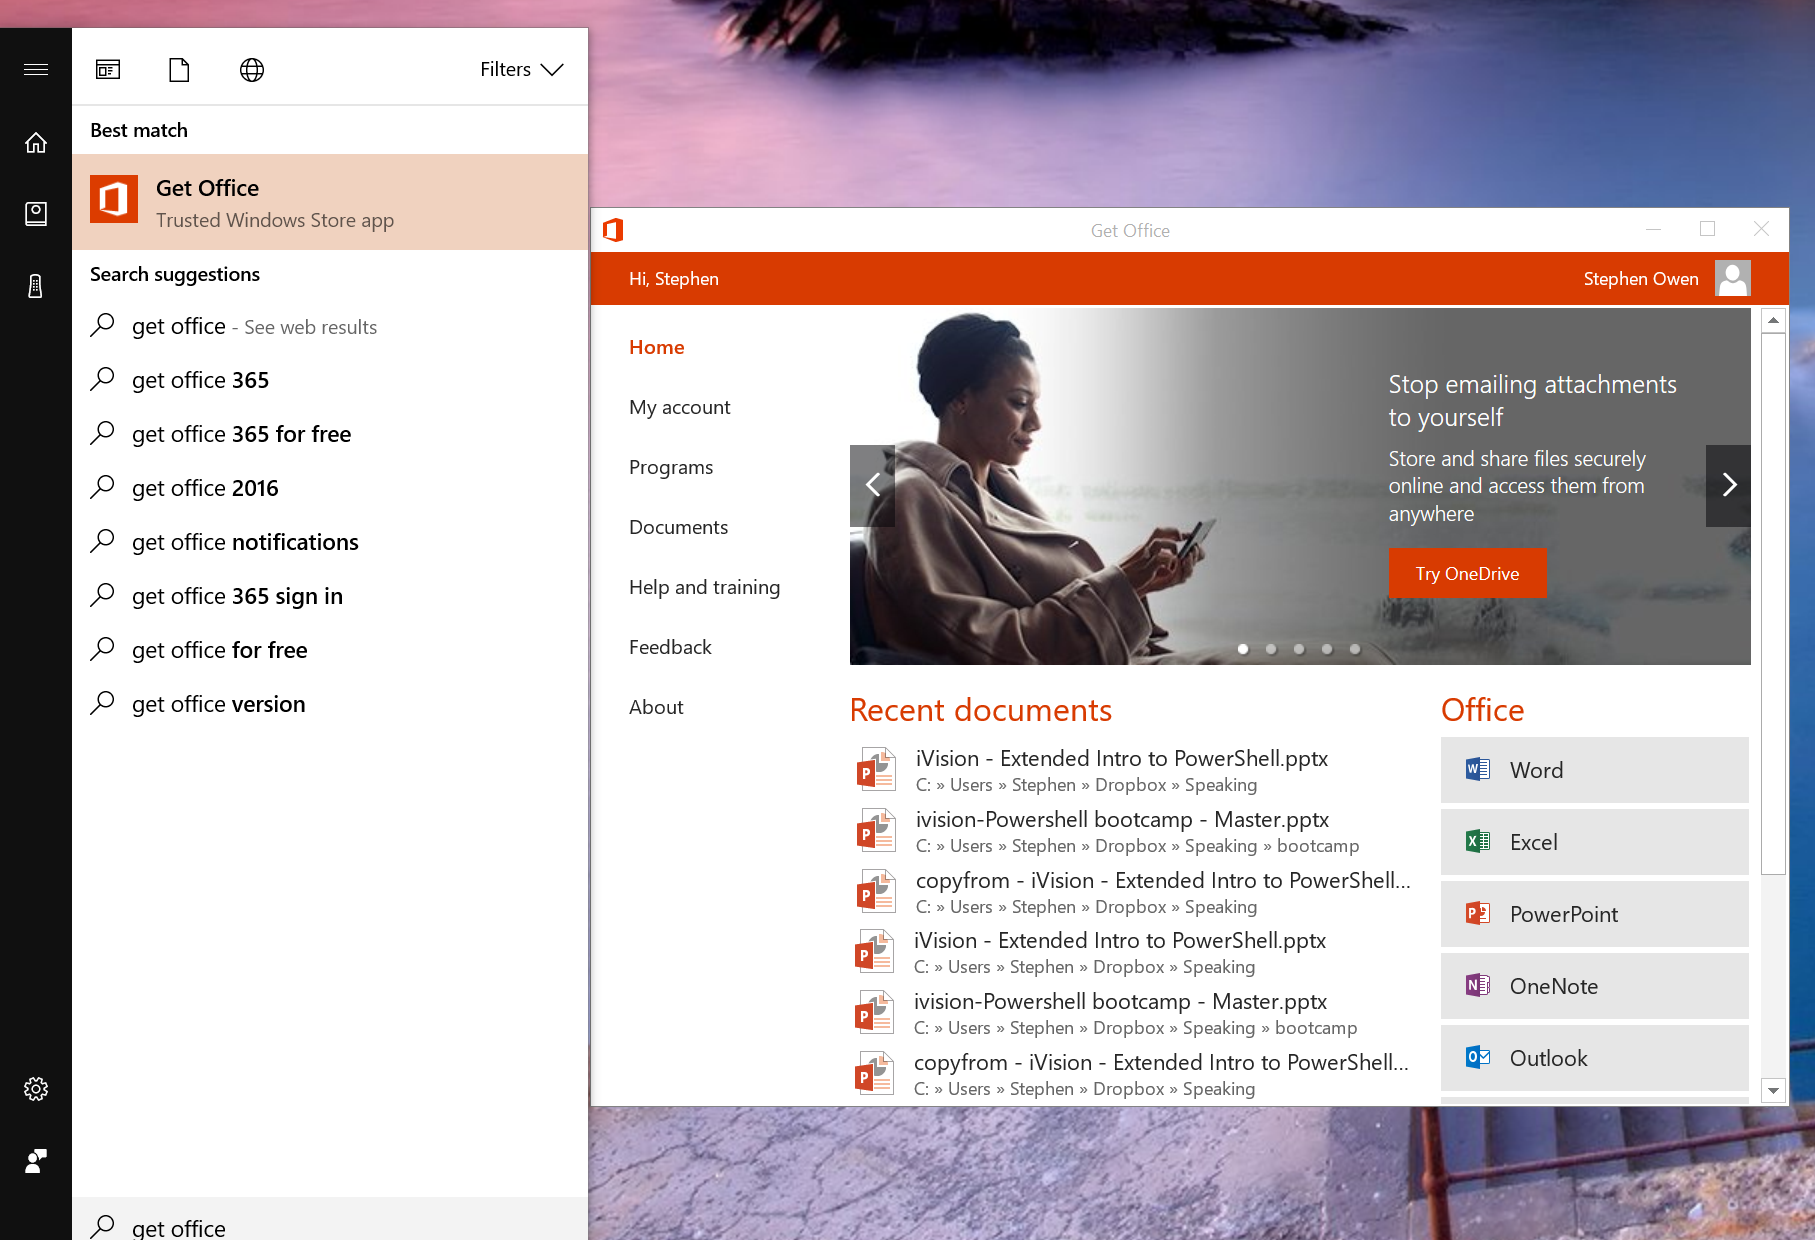 Filters
Best match
Get Office
Trusted Windows Store app
Search suggestions
get office - See web results
get office 365
get office 365 for free
get office 2016
get office notifications
get office 365 sign in
get office for free
get office version
get office
Get Office
Hi, Stephen
Stephen Owen
Home
My account
Programs
Documents
Help and training
Feedback
About
Stop emailing attachments
to yourself
Store and share files securely
online and access them from
anywhere
Try OneDrive
Recent documents
iVision - Extended Intro to PowerShell.pptx
C: » Users » Stephen » Dropbox » Speaking
ivision-Powershell bootcamp - Master.pptx
C: » Users » Stephen » Dropbox » Speaking » bootcamp
copyfrom - iVision - Extended Intro to PowerShell...
C: » Users » Stephen » Dropbox » Speaking
iVision - Extended Intro to PowerShell.pptx
C: » Users » Stephen » Dropbox » Speaking
ivision-Powershell bootcamp - Master.pptx
C: » Users » Stephen » Dropbox » Speaking » bootcamp
copyfrom - iVision - Extended Intro to PowerShell...
C: » Users » Stephen » Dropbox » Speaking
Office
Word
Excel
PowerPoint
OneNote
Outlook